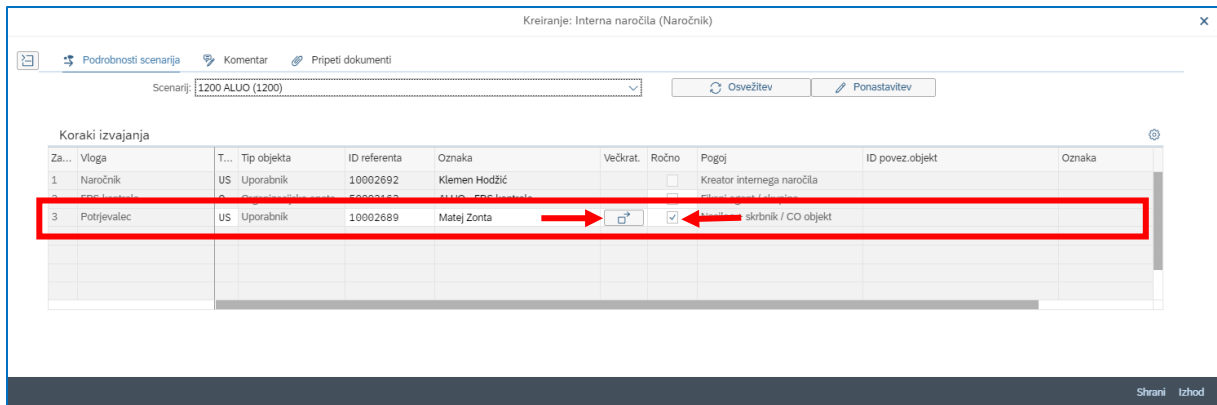 Kreiranje: Interna naročila (Naročnik)
Podrobnosti scenarija Komentar Pripeti dokumenti
Scenarij: 1200 ALUO (1200) Osvežitev Ponastavitev
Koraki izvajanja
Za... Vloga T... Tip objekta ID referenta Oznaka Večkrat. Ročno Pogoj ID povez.objekt Oznaka
1 Naročnik US Uporabnik 10002692 Klemen Hodžić Kreator internega naročila
3 Potrjevalec US Uporabnik 10002689 Matej Zonta skrbnik / CO objekt
Shrani Izhod